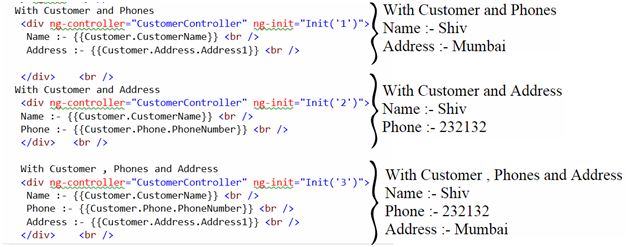 With Customer and Phones
<div ng-controller="CustomerController" ng-init="Init('1')">
Name :- {{Customer.CustomerName}} <br />
Address :- {{Customer.Address.Address1}} <br />
</div> <br />
With Customer and Address
<div ng-controller="CustomerController" ng-init="Init('2')">
Name :- {{Customer.CustomerName}} <br />
Phone :- {{Customer.Phone.PhoneNumber}} <br />
</div> <br />
With Customer , Phones and Address
<div ng-controller="CustomerController" ng-init="Init('3')">
Name :- {{Customer.CustomerName}} <br />
Phone :- {{Customer.Phone.PhoneNumber}} <br />
Address :- {{Customer.Address.Address1}} <br />
</div> <br />
With Customer and Phones
Name :- Shiv
Address :- Mumbai
With Customer and Address
Name :- Shiv
Phone :- 232132
With Customer , Phones and Address
Name :- Shiv
Phone :- 232132
Address :- Mumbai